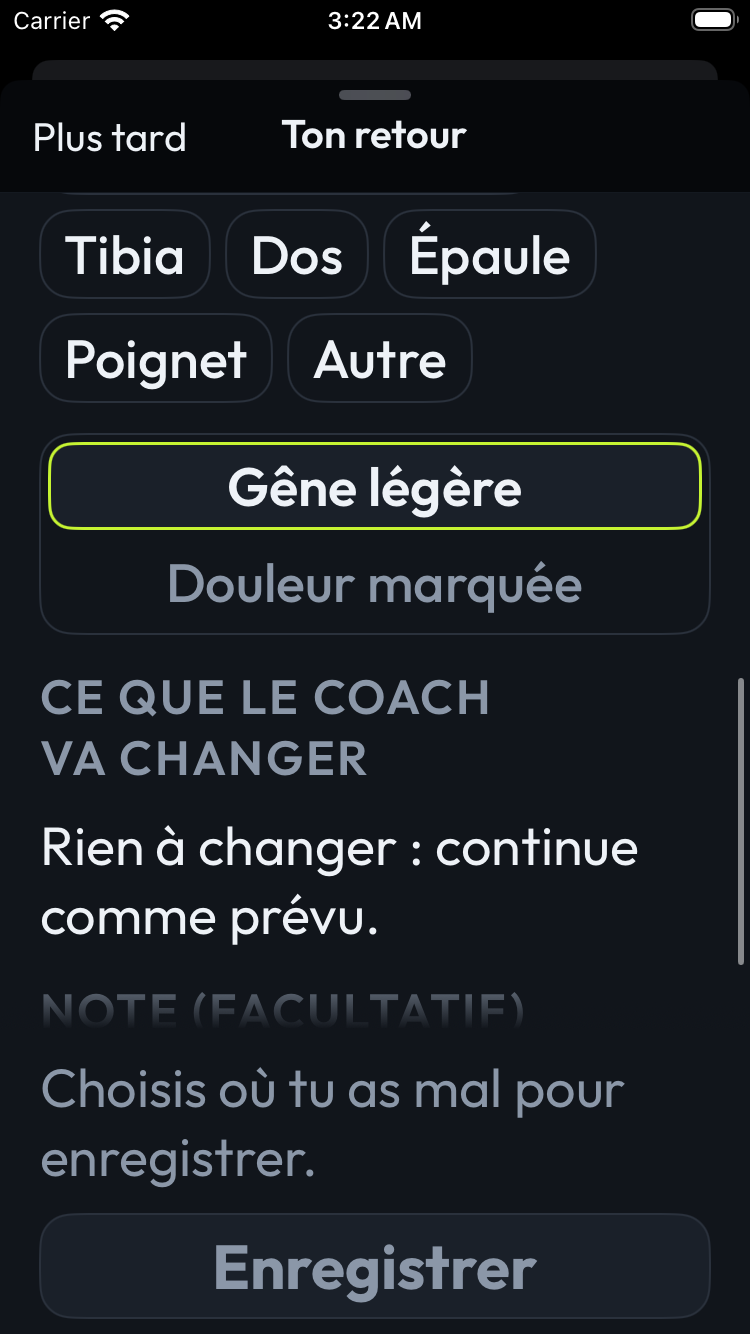 Carrier
3:22 AM
Plus tard
Ton retour
Tibia
Dos
Épaule
Poignet
Autre
Gêne légère
Douleur marquée
CE QUE LE COACH
VA CHANGER
Rien à changer : continue
comme prévu.
NOTE (FACULTATIF)
Choisis où tu as mal pour
enregistrer.
Enregistrer